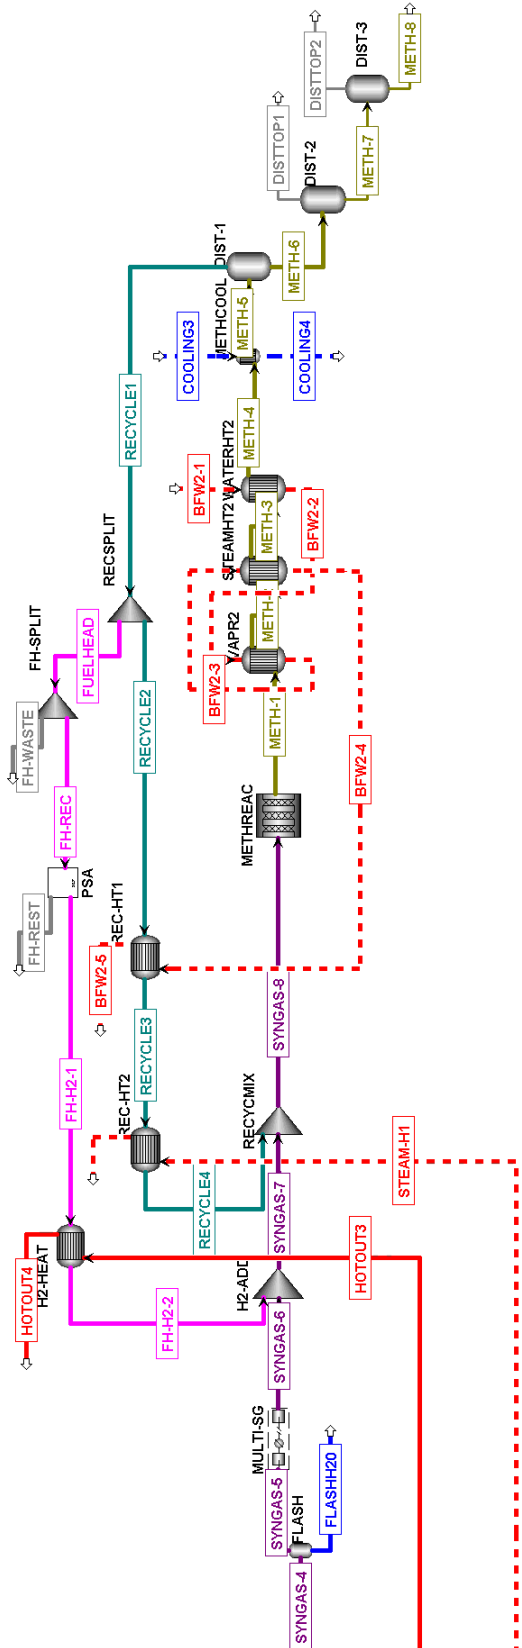 METH-8
DIST-3
DISTTOP2
METH-7
DIST-2
DISTTOP1
METH-6
DIST-1
METHCOOL
METH-5
COOLING3
COOLING4
RECYCLE1
METH-4
WATERHT2
BFW2-1
BFW2-2
METH-3
STEAMHT2
RECSPLIT
FH-SPLIT
FUELHEAD
VAPR2
BFW2-3
METH-1
RECYCLE2
FH-WASTE
BFW2-4
METHREAC
FH-REC
PSA
FH-REST
REC-HT1
BFW2-5
SYNGAS-8
RECYCLE3
FH-H2-1
REC-HT2
RECYCMIX
STEAM-H1
RECYCLE4
SYNGAS-7
HOTOUT3
HOTOUT4
H2-HEAT
H2-ADD
FH-H2-2
SYNGAS-6
MULTI-SG
SYNGAS-5
FLASH
FLASHH20
SYNGAS-4